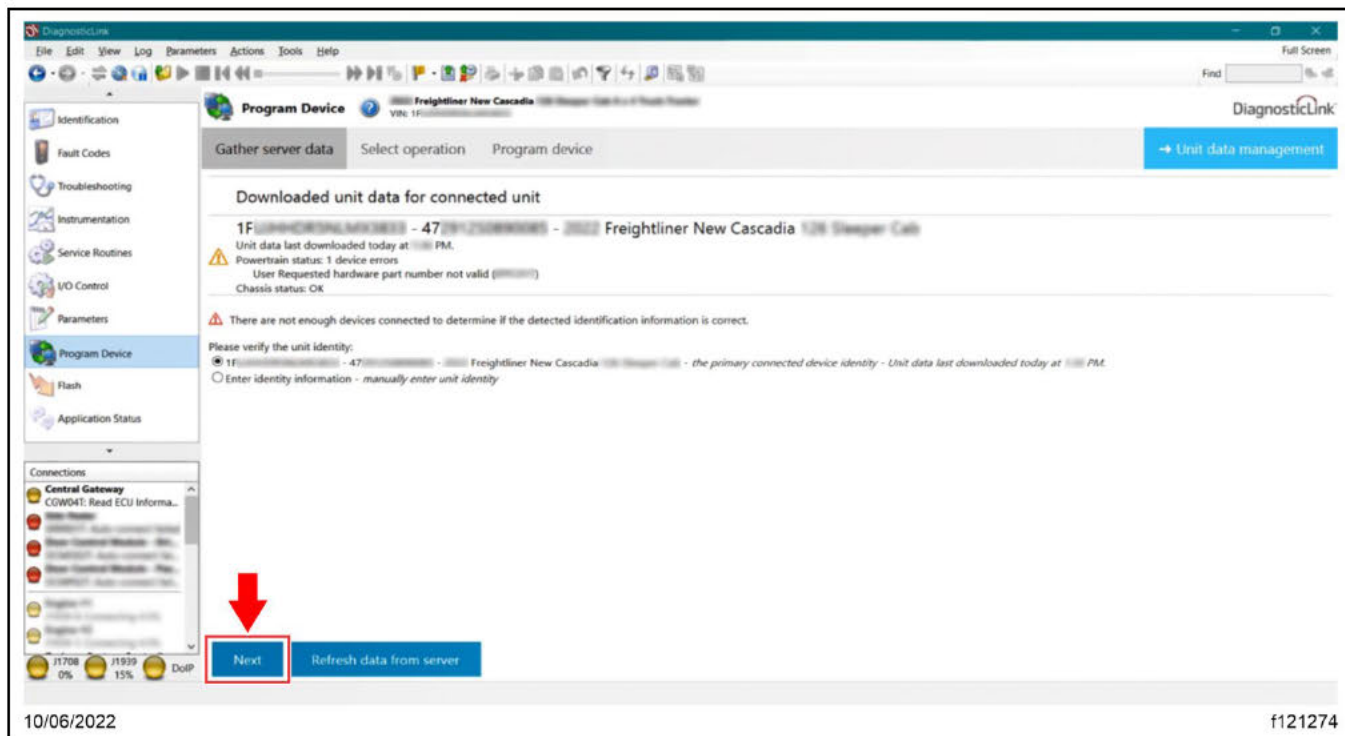 DiagnosticLink
File Edit View Log Parameters Actions Tools Help
Full Screen
Find
Identification
Fault Codes
Troubleshooting
Instrumentation
Service Routines
I/O Control
Parameters
Program Device
Flash
Application Status
Program Device
Freightliner New Cascadia
VIN: 1F
DiagnosticLink
Gather server data Select operation Program device
→ Unit data management
Downloaded unit data for connected unit
1F - 47 - Freightliner New Cascadia
Unit data last downloaded today at PM.
Powertrain status: 1 device errors
User Requested hardware part number not valid (
Chassis status: OK
There are not enough devices connected to determine if the detected identification information is correct.
Please verify the unit identity:
1F - 47 - Freightliner New Cascadia - the primary connected device identity - Unit data last downloaded today at PM.
Enter identity information - manually enter unit identity
Connections
Central Gateway
CGW04T: Read ECU Informa...
J1708 0%
J1939 15%
DoIP
Next
Refresh data from server
10/06/2022
f121274